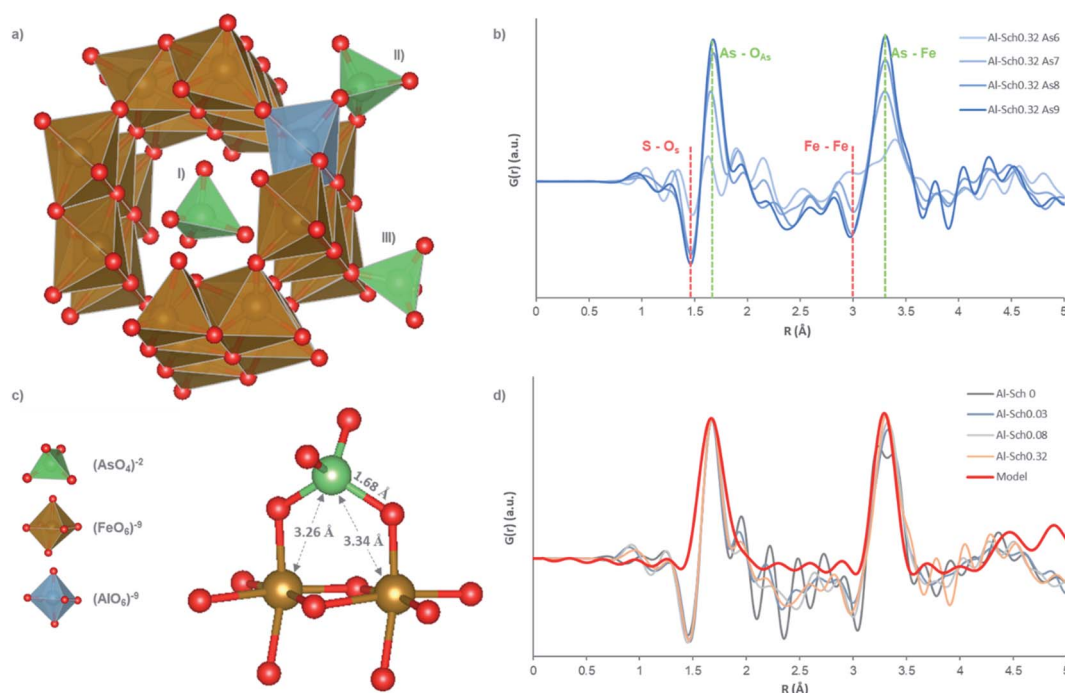 a)
II)
I)
III)
b)
Al-Sch0.32 As6
Al-Sch0.32 As7
Al-Sch0.32 As8
Al-Sch0.32 As9
As - O_As
As - Fe
S - O_s
Fe - Fe
G(r) (a.u.)
0 0.5 1 1.5 2 2.5 3 3.5 4 4.5 5
R (Å)
c)
(AsO₄)⁻²
(FeO₆)⁻⁹
(AlO₆)⁻⁹
1.68 Å
3.26 Å
3.34 Å
d)
Al-Sch 0
Al-Sch0.03
Al-Sch0.08
Al-Sch0.32
Model
G(r) (a.u.)
0 0.5 1 1.5 2 2.5 3 3.5 4 4.5 5
R (Å)